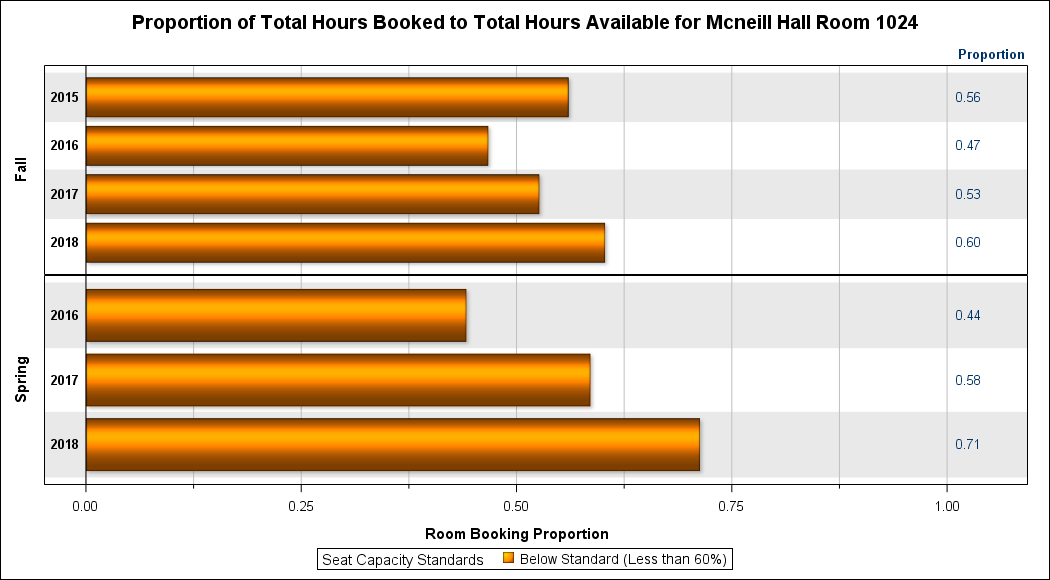 Proportion of Total Hours Booked to Total Hours Available for Mcneill Hall Room 1024
Proportion
Fall
2015 0.56
2016 0.47
2017 0.53
2018 0.60
Spring
2016 0.44
2017 0.58
2018 0.71
0.00 0.25 0.50 0.75 1.00
Room Booking Proportion
Seat Capacity Standards Below Standard (Less than 60%)